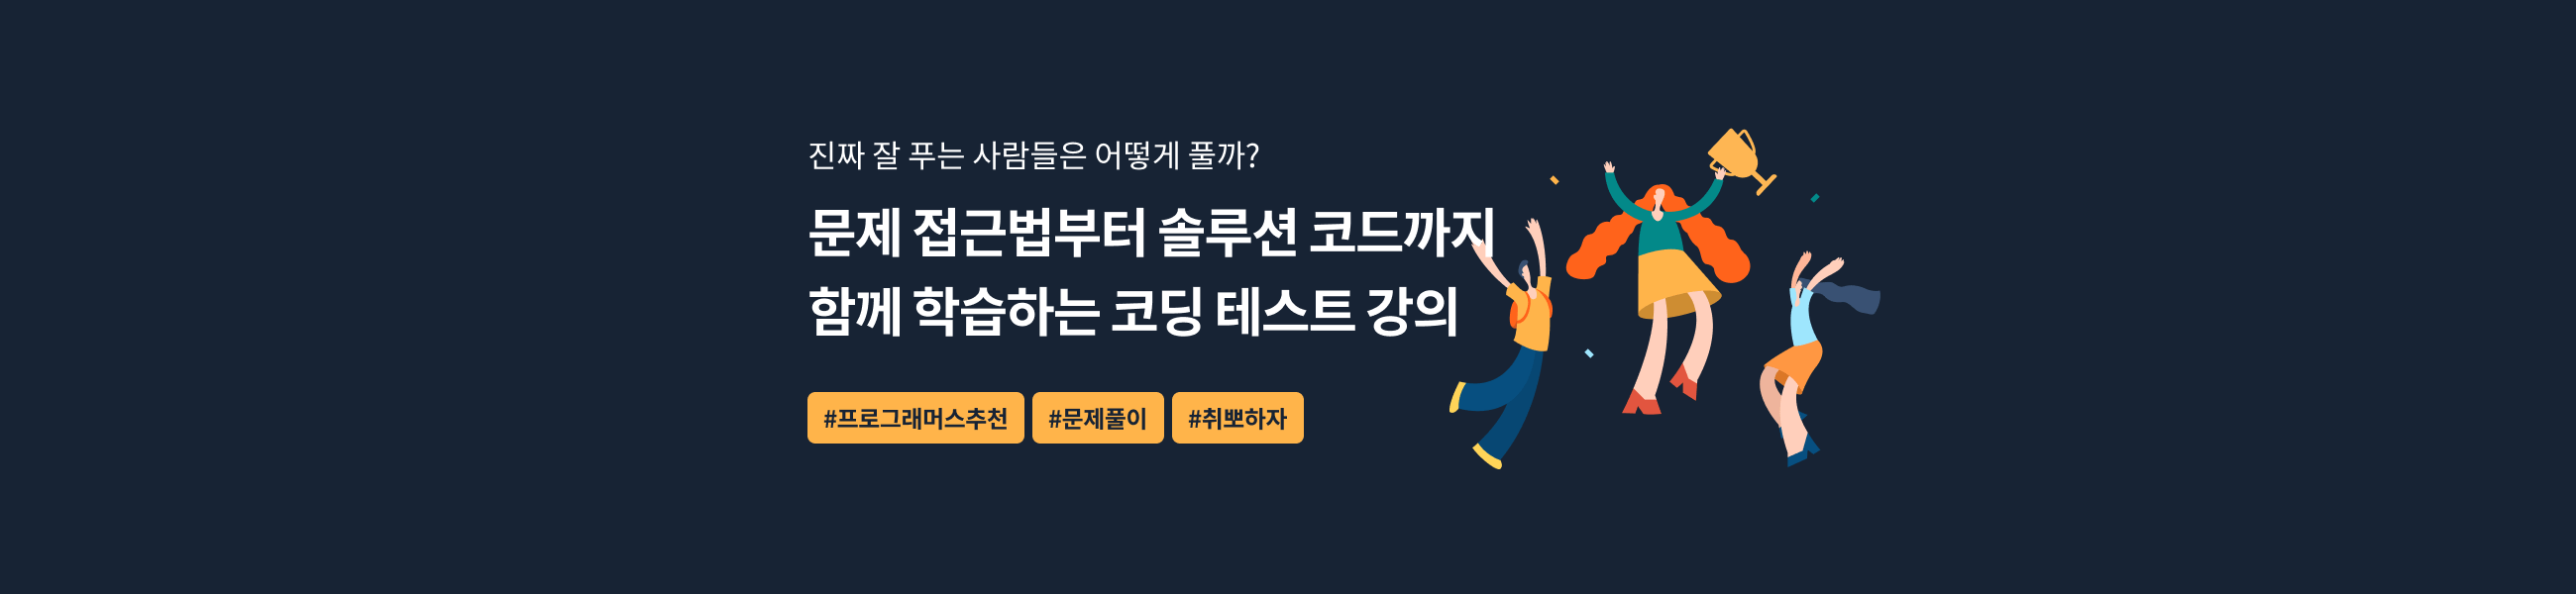 진짜 잘 푸는 사람들은 어떻게 풀까?
문제 접근법부터 솔루션 코드까지
함께 학습하는 코딩 테스트 강의
#프로그래머스추천 #문제풀이 #취뽀하자